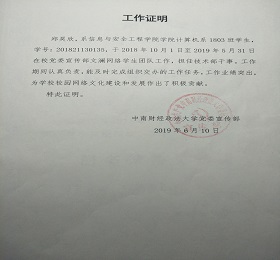 工作证明
郑英欣,系信息与安全工程学院学院计算机系1803班学生,
学号:201821130135,于2018年10月1日至2019年5月31日
在校党委宣传部文澜网络学生团队工作,担任技术部干事。工作
期间认真负责,能及时完成组织交办的工作任务,工作业绩突出,
为学校校园网络文化建设和发展作出了积极贡献。
特此证明。
中南财经政法大学党委宣传部
2019年6月10日